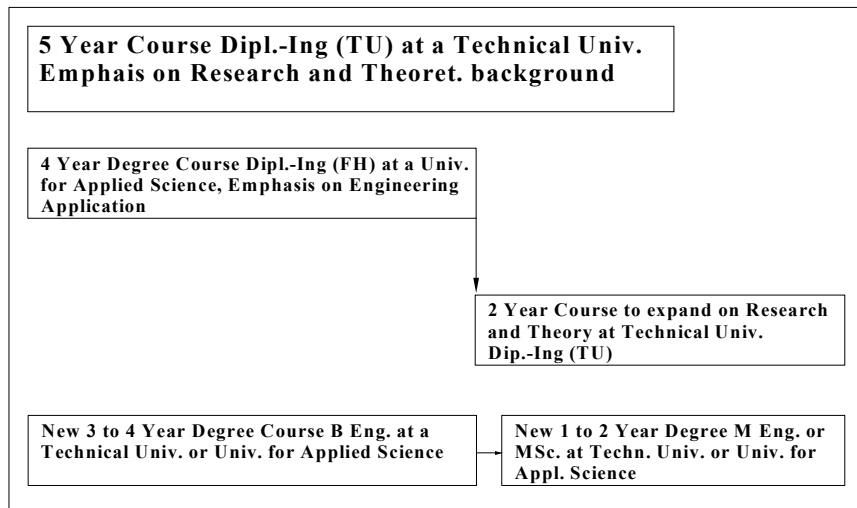 5 Year Course Dipl.-Ing (TU) at a Technical Univ.
Emphais on Research and Theoret. background
4 Year Degree Course Dipl.-Ing (FH) at a Univ.
for Applied Science, Emphasis on Engineering
Application
2 Year Course to expand on Research
and Theory at Technical Univ.
Dip.-Ing (TU)
New 3 to 4 Year Degree Course B Eng. at a
Technical Univ. or Univ. for Applied Science
New 1 to 2 Year Degree M Eng. or
MSc. at Techn. Univ. or Univ. for
Appl. Science